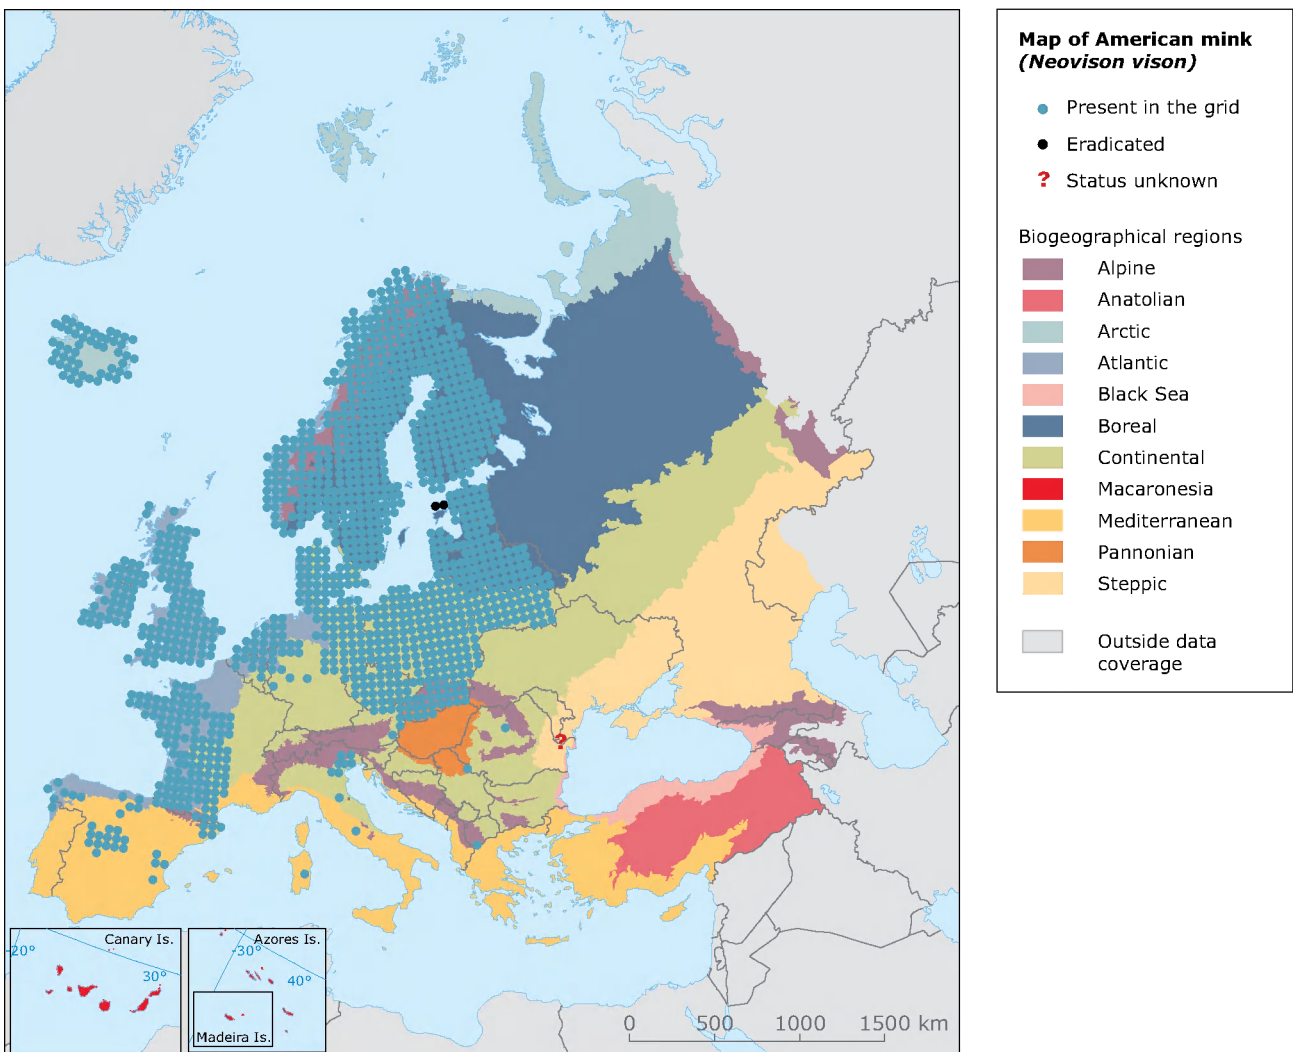 Map of American mink
(Neovison vison)
Present in the grid
Eradicated
? Status unknown
Biogeographical regions
Alpine
Anatolian
Arctic
Atlantic
Black Sea
Boreal
Continental
Macaronesia
Mediterranean
Pannonian
Steppic
Outside data
coverage
?
Canary Is.
-20°
30°
Azores Is.
-30°
40°
Madeira Is.
0 500 1000 1500 km